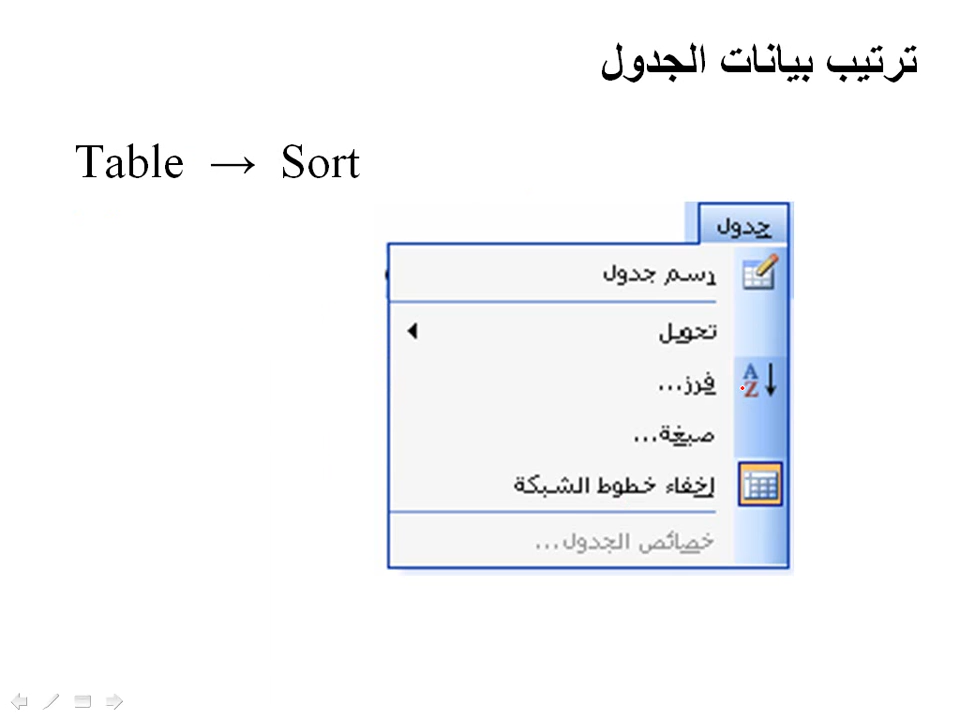 ترتيب بيانات الجدول
Table → Sort
جدول
رسم جدول
تحويل
فرز...
صيغة...
إخفاء خطوط الشبكة
خصائص الجدول...